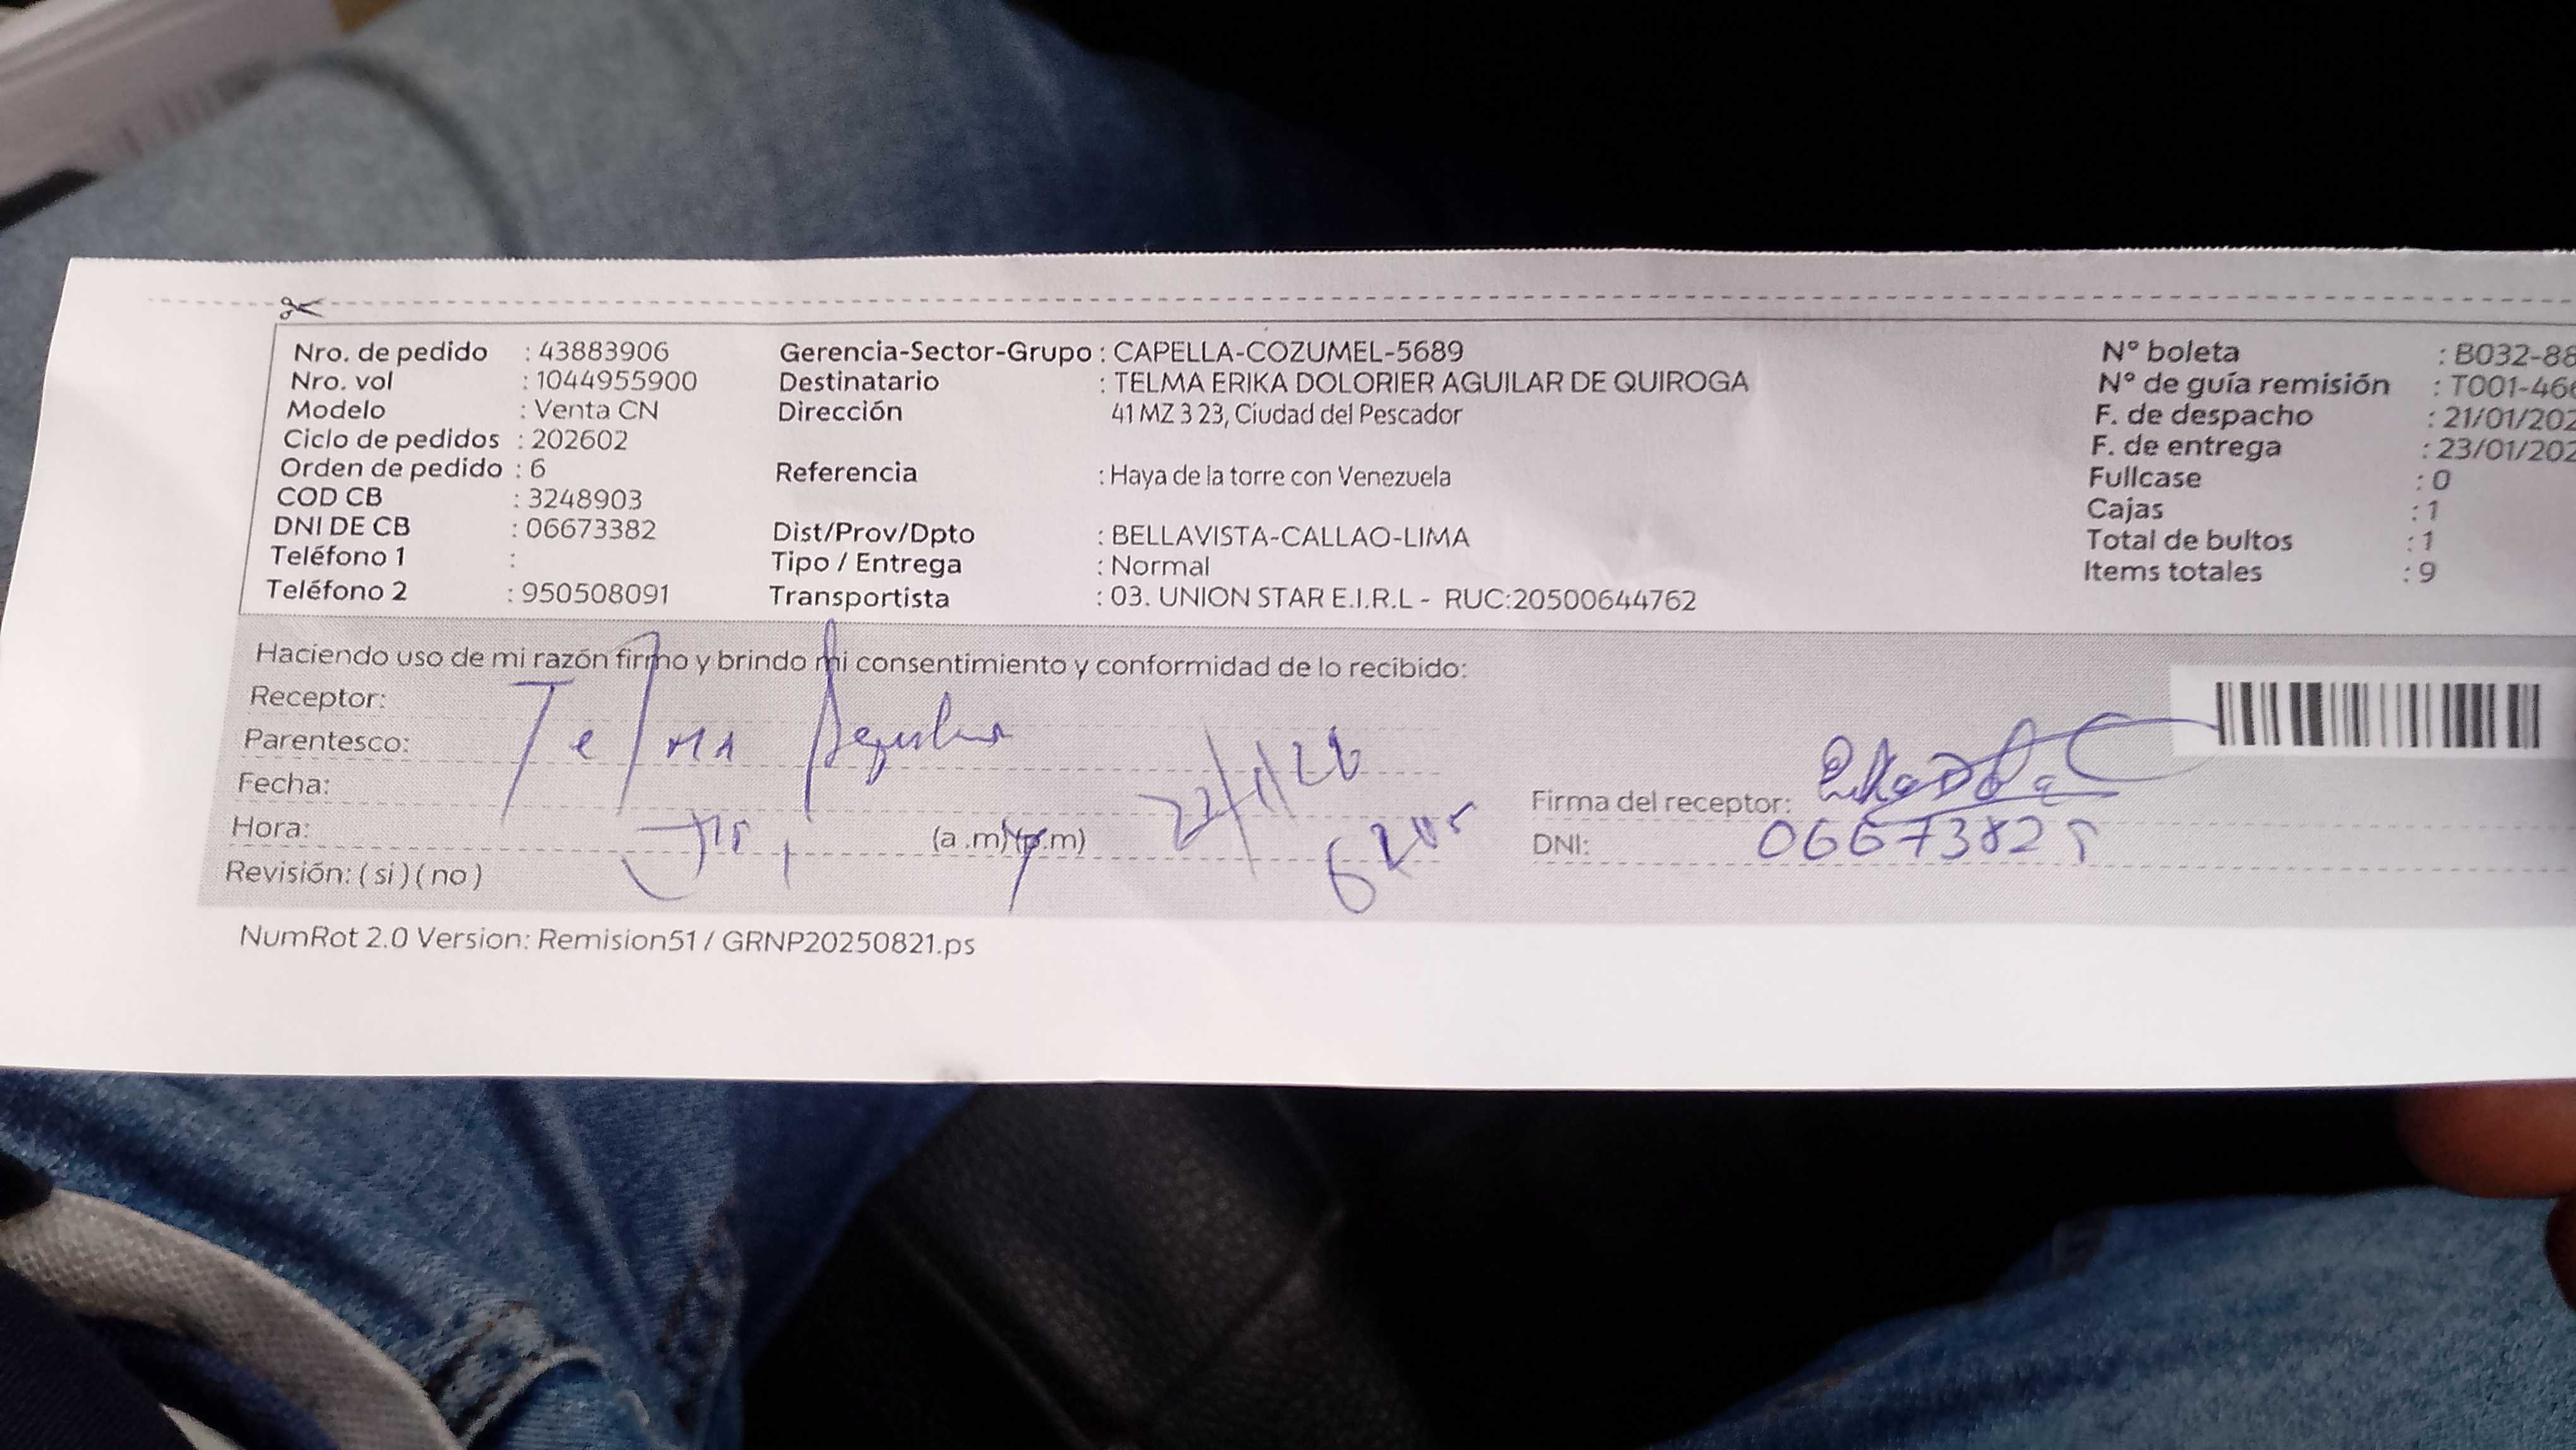 Nro. de pedido : 43883906
Nro. vol : 1044955900
Modelo : Venta CN
Ciclo de pedidos : 202602
Orden de pedido : 6
COD CB : 3248903
DNI DE CB : 06673382
Teléfono 1 :
Teléfono 2 : 950508091
Gerencia-Sector-Grupo : CAPELLA-COZUMEL-5689
Destinatario : TELMA ERIKA DOLORIER AGUILAR DE QUIROGA
Dirección 41 MZ 3 23, Ciudad del Pescador
Referencia : Haya de la torre con Venezuela
Dist/Prov/Dpto : BELLAVISTA-CALLAO-LIMA
Tipo / Entrega : Normal
Transportista : 03. UNION STAR E.I.R.L - RUC:20500644762
Nº boleta : B032-88
Nº de guía remisión : T001-466
F. de despacho : 21/01/202
F. de entrega : 23/01/202
Fullcase : 0
Cajas : 1
Total de bultos : 1
Items totales : 9
Haciendo uso de mi razón firmo y brindo mi consentimiento y conformidad de lo recibido:
Receptor: Telma Aguilar
Parentesco:
Fecha:
Hora: (a .m) (p.m)
Revisión: ( si ) ( no )
Firma del receptor:
DNI:
NumRot 2.0 Version: Remision51 / GRNP20250821.ps